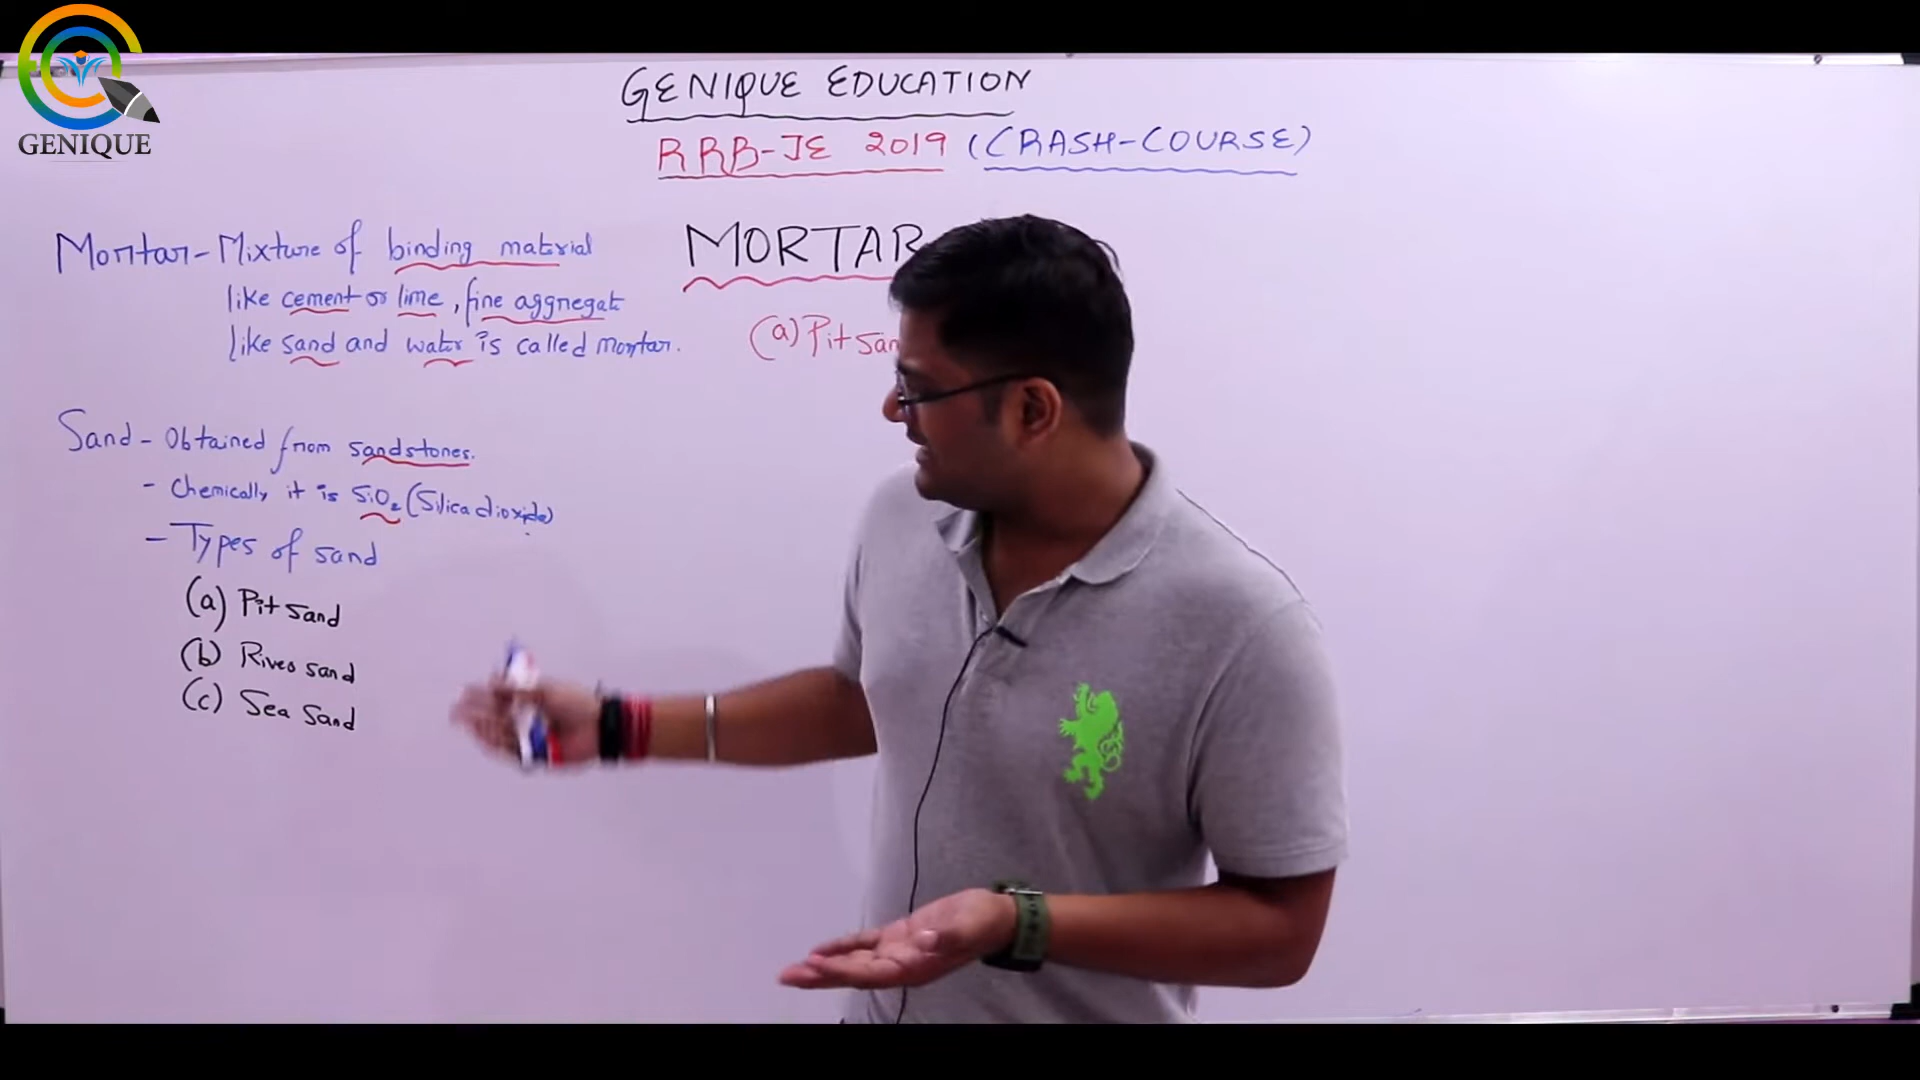 GENIQUE
GENIQUE EDUCATION
RRB-JE 2019 (CRASH-COURSE)
MORTAR
Mortar-Mixture of binding material
like cement or lime, fine aggregat
like sand and water is called mortar.
(a) Pit San
Sand - Obtained from sandstones.
- Chemically it is SiO₂ (Silica dioxide)
- Types of sand
(a) Pit sand
(b) River sand
(c) Sea Sand